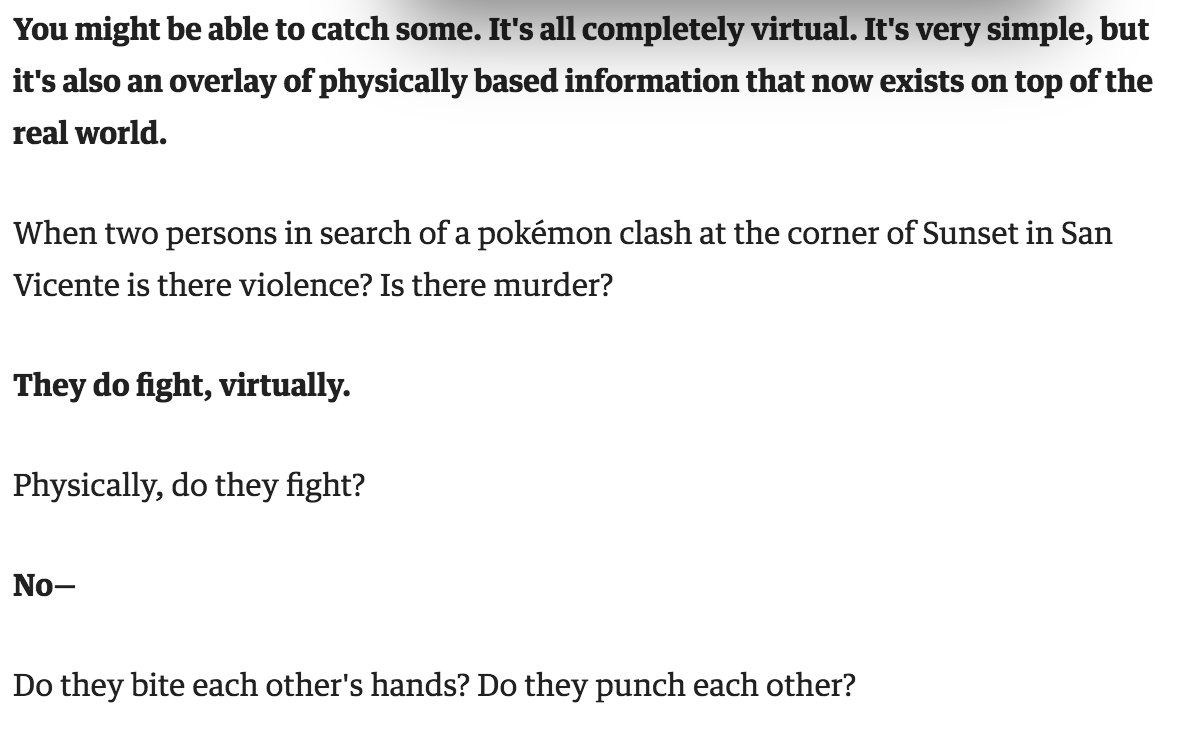 You might be able to catch some. It's all completely virtual. It's very simple, but
it's also an overlay of physically based information that now exists on top of the
real world.
When two persons in search of a pokémon clash at the corner of Sunset in San
Vicente is there violence? Is there murder?
They do fight, virtually.
Physically, do they fight?
No—
Do they bite each other's hands? Do they punch each other?